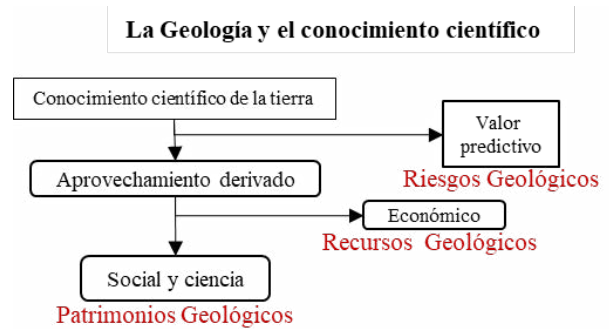 La Geología y el conocimiento científico
Conocimiento científico de la tierra
Valor
predictivo
Riesgos Geológicos
Aprovechamiento derivado
Económico
Recursos Geológicos
Social y ciencia
Patrimonios Geológicos